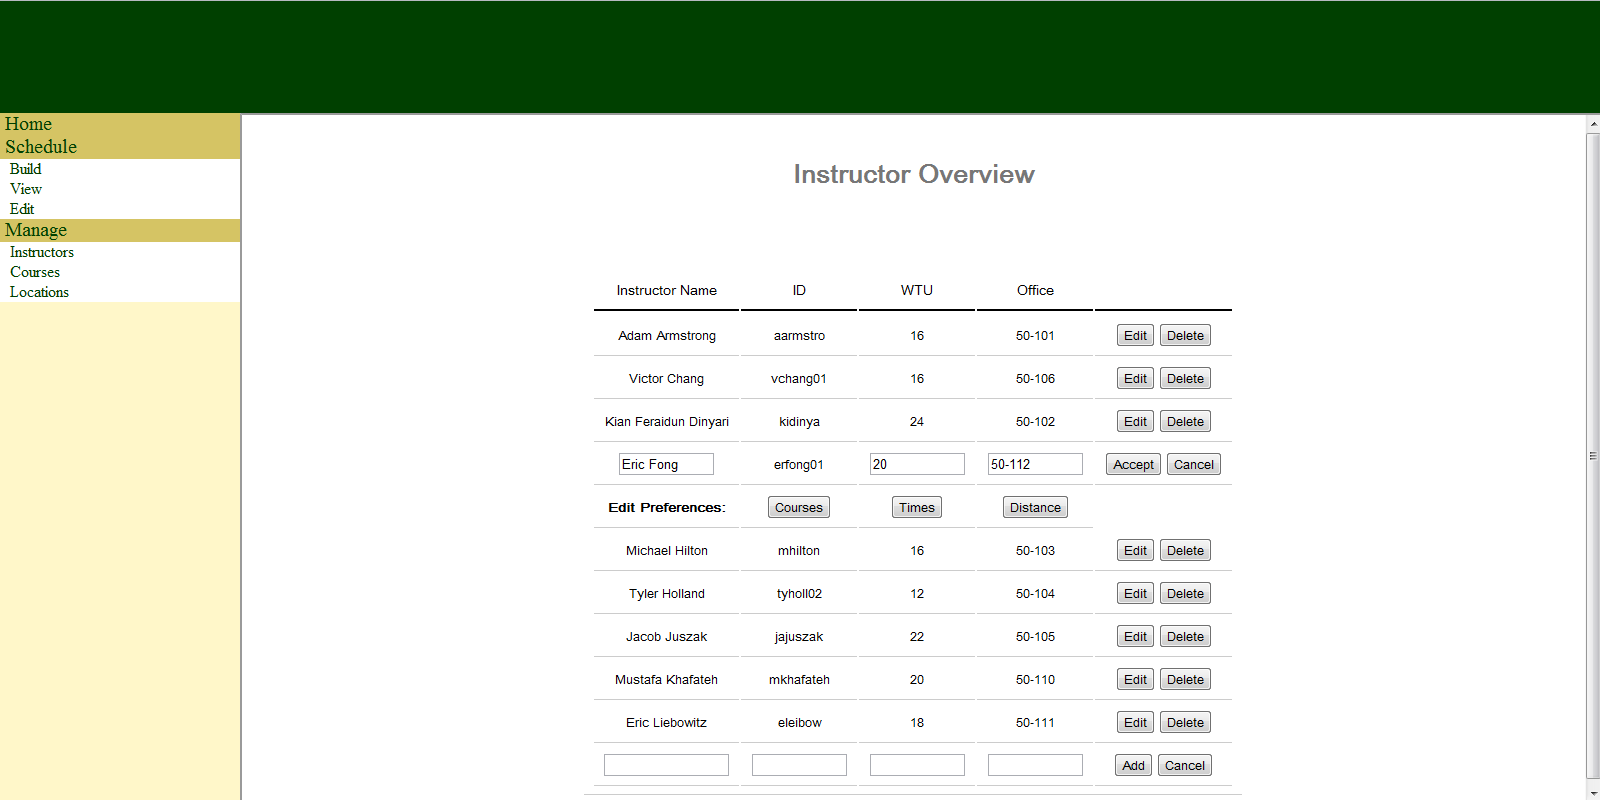 Home
Schedule
Build
View
Edit
Manage
Instructors
Courses
Locations
Instructor Overview
Instructor Name ID WTU Office
Adam Armstrong aarmstro 16 50-101 Edit Delete
Victor Chang vchang01 16 50-106 Edit Delete
Kian Feraidun Dinyari kidinya 24 50-102 Edit Delete
Eric Fong erfong01 20 50-112 Accept Cancel
Edit Preferences: Courses Times Distance
Michael Hilton mhilton 16 50-103 Edit Delete
Tyler Holland tyholl02 12 50-104 Edit Delete
Jacob Juszak jajuszak 22 50-105 Edit Delete
Mustafa Khafateh mkhafateh 20 50-110 Edit Delete
Eric Liebowitz eleibow 18 50-111 Edit Delete
Add Cancel